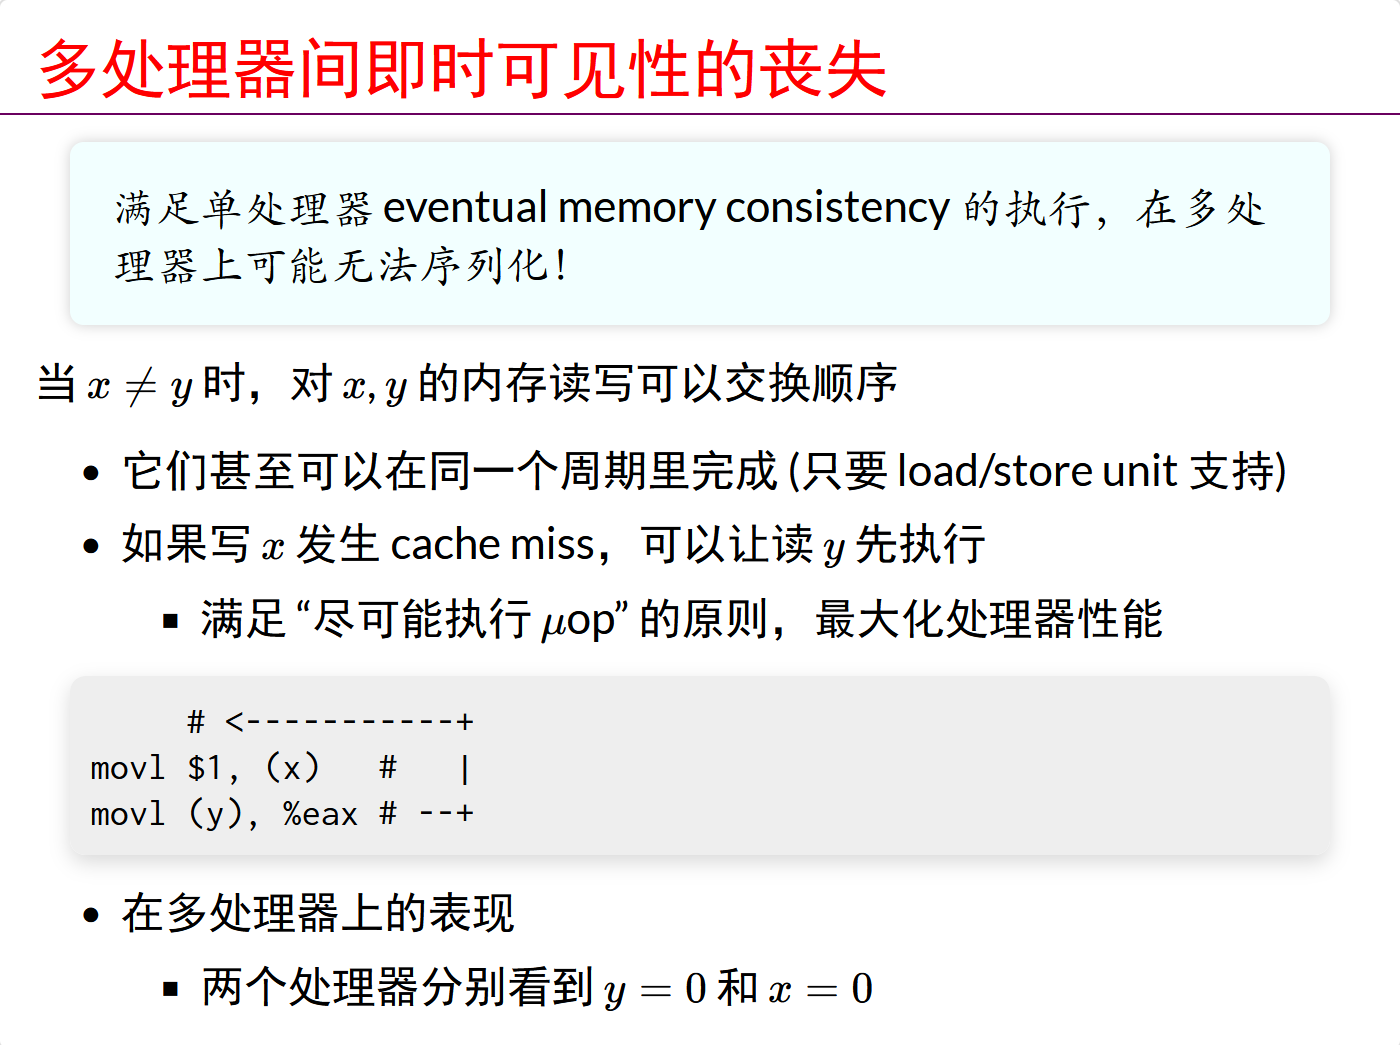 多处理器间即时可见性的丧失
满足单处理器 eventual memory consistency 的执行，在多处
理器上可能无法序列化！
当 x ≠ y 时，对 x, y 的内存读写可以交换顺序
• 它们甚至可以在同一个周期里完成 (只要 load/store unit 支持)
• 如果写 x 发生 cache miss，可以让读 y 先执行
▪ 满足 “尽可能执行 μop” 的原则，最大化处理器性能
# <-----------+
movl $1, (x)   #   |
movl (y), %eax # --+
• 在多处理器上的表现
▪ 两个处理器分别看到 y = 0 和 x = 0